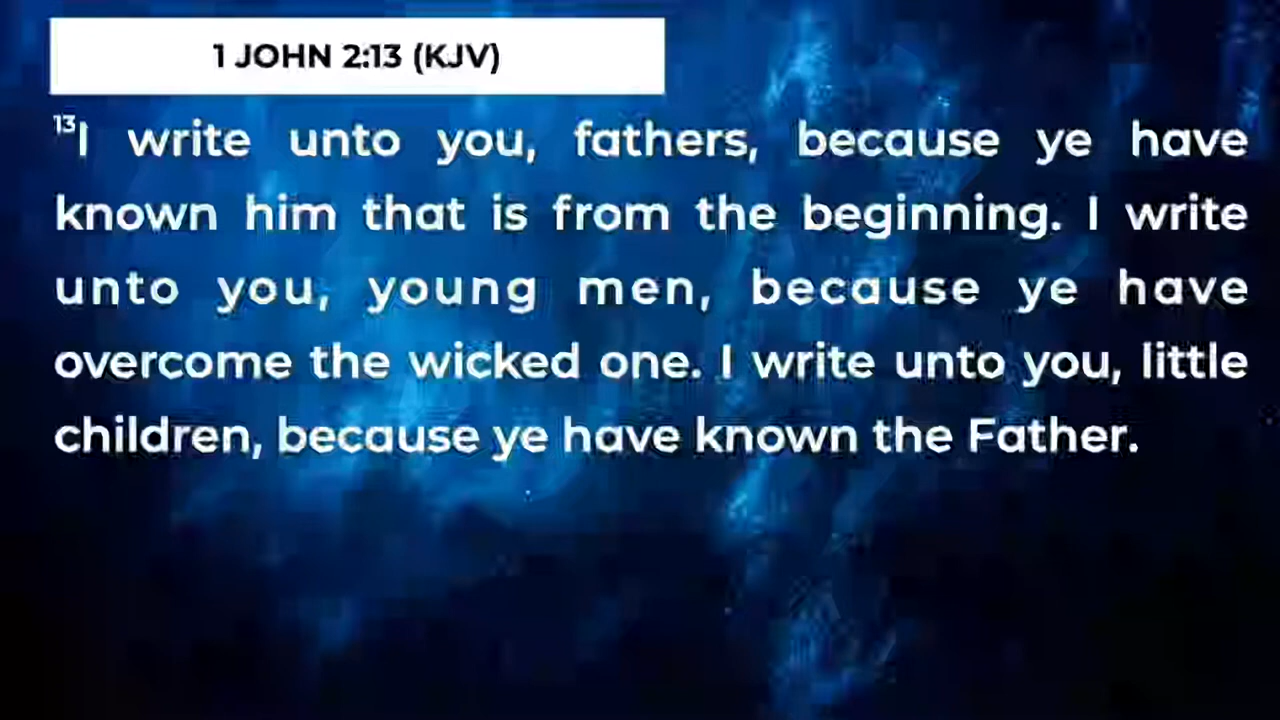 1 JOHN 2:13 (KJV)
13I write unto you, fathers, because ye have
known him that is from the beginning. I write
unto you, young men, because ye have
overcome the wicked one. I write unto you, little
children, because ye have known the Father.